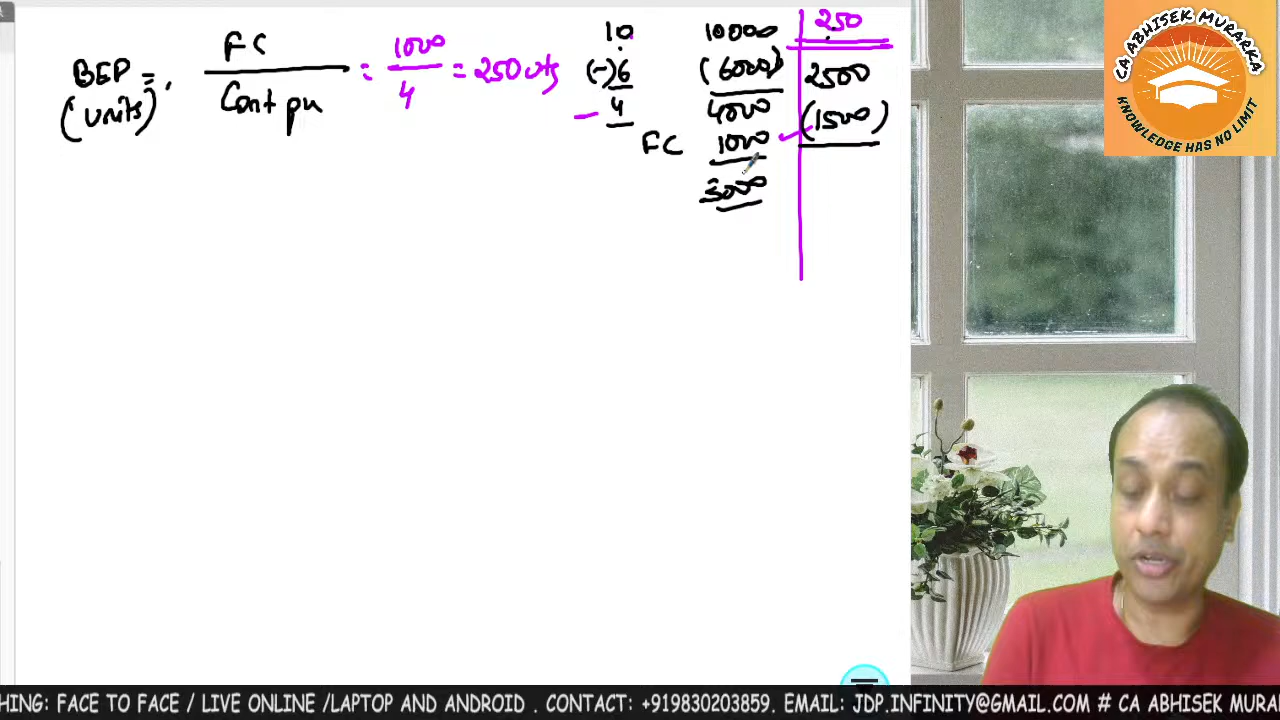 BEP (units) = FC / Cont pu = 1000 / 4 = 250 uts
10
(-) 6
4
10000
(6000)
4000
FC 1000
3000
250
2500
(1500)
CA ABHISEK MURARKA
KNOWLEDGE HAS NO LIMIT
HING: FACE TO FACE / LIVE ONLINE /LAPTOP AND ANDROID . CONTACT: +919830203859. EMAIL: JDP.INFINITY@GMAIL.COM # CA ABHISEK MURAR